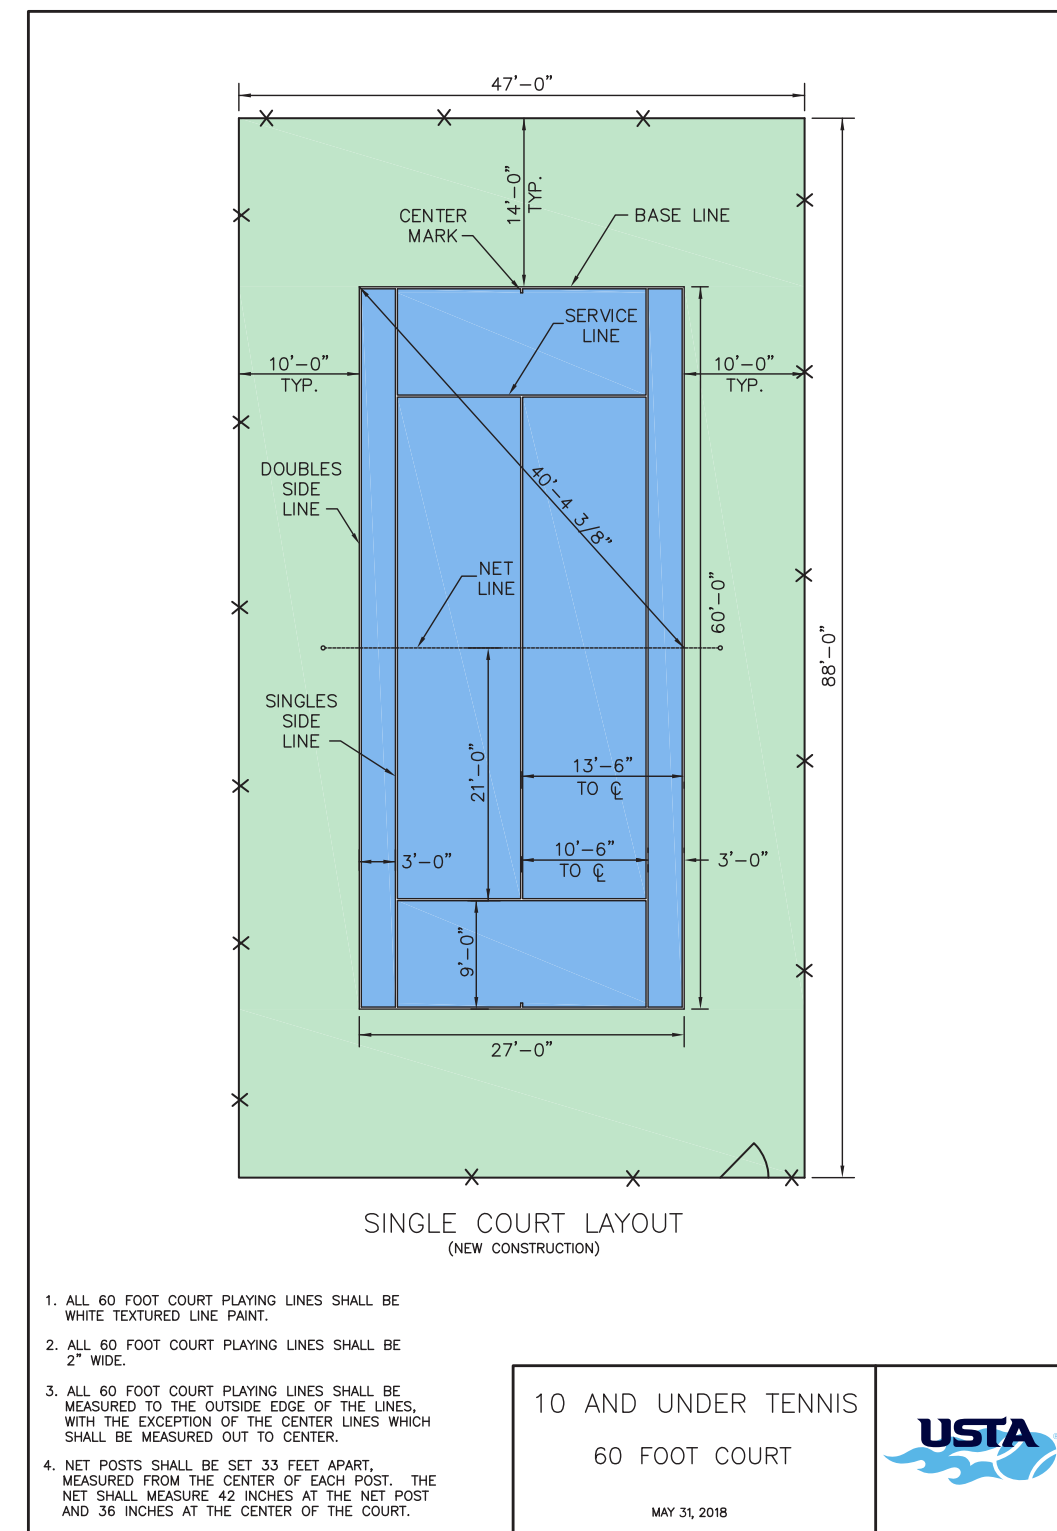 47'-0"
14'-0"
TYP.
CENTER
MARK
BASE LINE
SERVICE
LINE
10'-0"
TYP.
10'-0"
TYP.
DOUBLES
SIDE
LINE
40'-4 3/8"
NET
LINE
60'-0"
88'-0"
SINGLES
SIDE
LINE
21'-0"
13'-6"
TO ℄
10'-6"
TO ℄
3'-0"
3'-0"
9'-0"
27'-0"
SINGLE COURT LAYOUT
(NEW CONSTRUCTION)
1. ALL 60 FOOT COURT PLAYING LINES SHALL BE
WHITE TEXTURED LINE PAINT.
2. ALL 60 FOOT COURT PLAYING LINES SHALL BE
2" WIDE.
3. ALL 60 FOOT COURT PLAYING LINES SHALL BE
MEASURED TO THE OUTSIDE EDGE OF THE LINES,
WITH THE EXCEPTION OF THE CENTER LINES WHICH
SHALL BE MEASURED OUT TO CENTER.
4. NET POSTS SHALL BE SET 33 FEET APART,
MEASURED FROM THE CENTER OF EACH POST. THE
NET SHALL MEASURE 42 INCHES AT THE NET POST
AND 36 INCHES AT THE CENTER OF THE COURT.
10 AND UNDER TENNIS
60 FOOT COURT
MAY 31, 2018
USTA